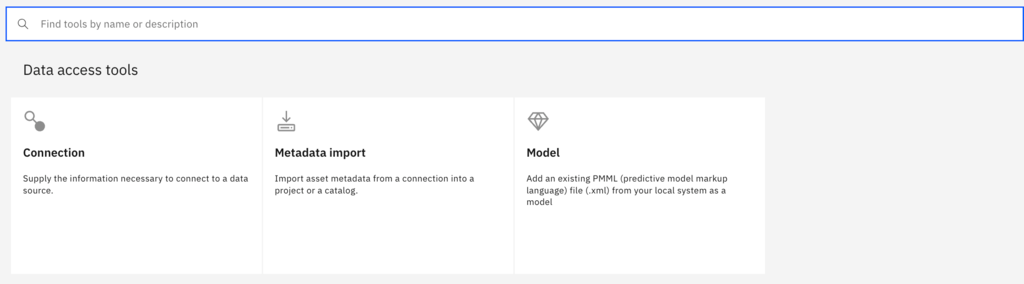 Find tools by name or description
Data access tools
Connection
Supply the information necessary to connect to a data
source.
Metadata import
Import asset metadata from a connection into a
project or a catalog.
Model
Add an existing PMML (predictive model markup
language) file (.xml) from your local system as a
model